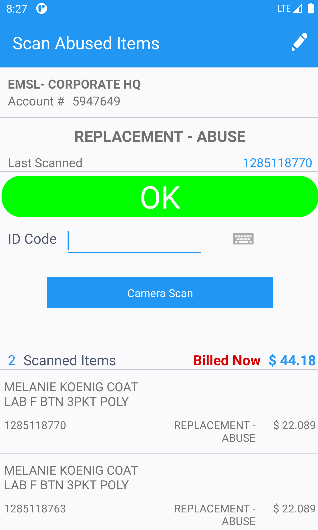 8:27
LTE
Scan Abused Items
EMSL- CORPORATE HQ
Account # 5947649
REPLACEMENT - ABUSE
Last Scanned 1285118770
OK
ID Code
Camera Scan
2 Scanned Items Billed Now $ 44.18
MELANIE KOENIG COAT
LAB F BTN 3PKT POLY
1285118770 REPLACEMENT - $ 22.089
ABUSE
MELANIE KOENIG COAT
LAB F BTN 3PKT POLY
1285118763 REPLACEMENT - $ 22.089
ABUSE